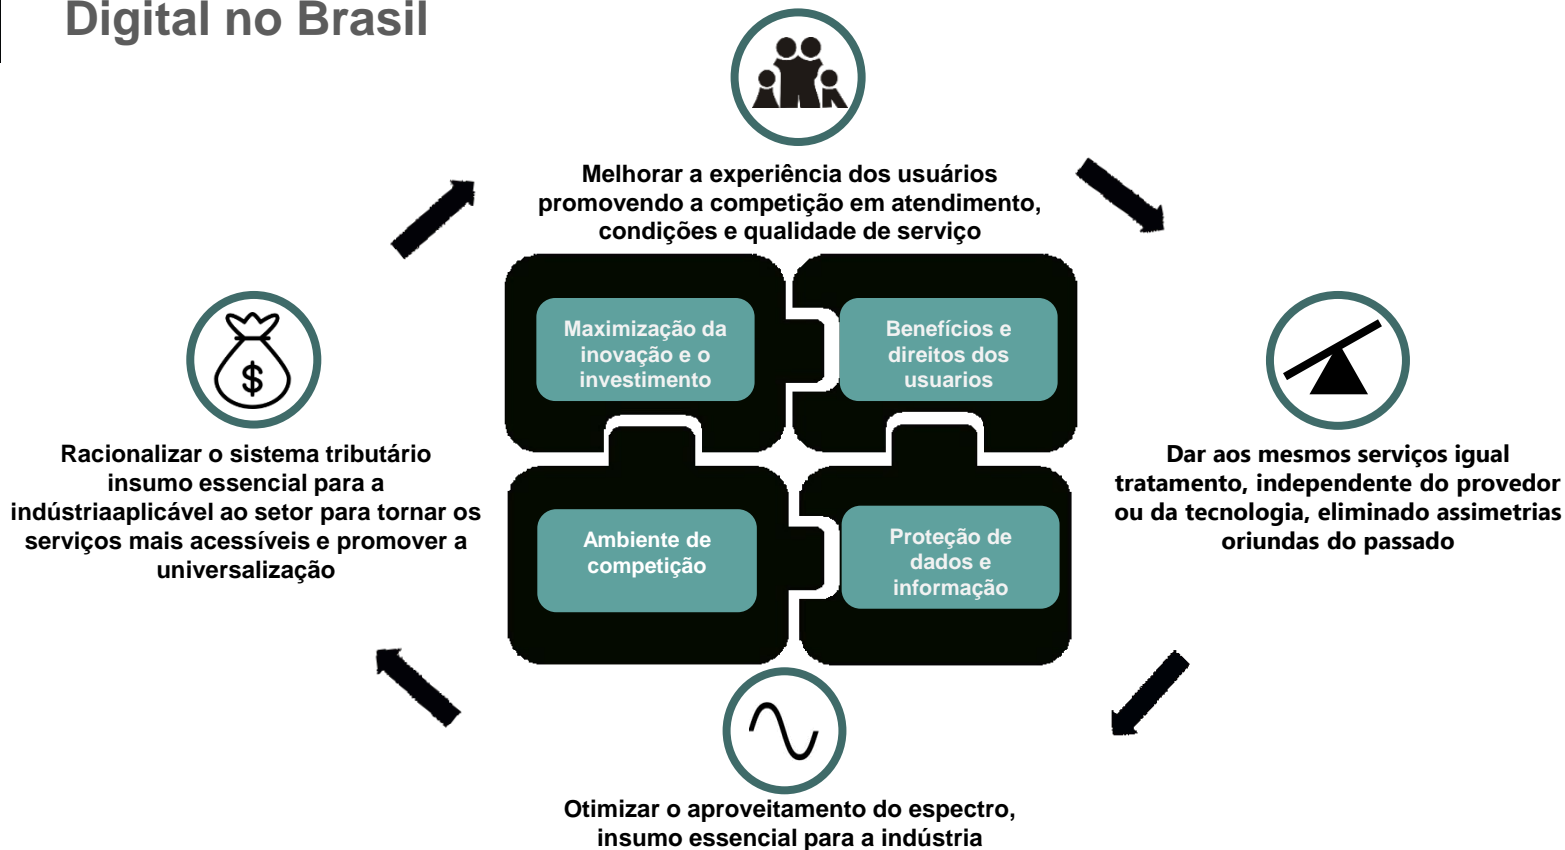 Digital no Brasil
Melhorar a experiência dos usuários
promovendo a competição em atendimento,
condições e qualidade de serviço
Maximização da
inovação e o
investimento
Benefícios e
direitos dos
usuarios
$
Racionalizar o sistema tributário
insumo essencial para a
indústriaaplicável ao setor para tornar os
serviços mais acessíveis e promover a
universalização
Dar aos mesmos serviços igual
tratamento, independente do provedor
ou da tecnologia, eliminado assimetrias
oriundas do passado
Ambiente de
competição
Proteção de
dados e
informação
Otimizar o aproveitamento do espectro,
insumo essencial para a indústria